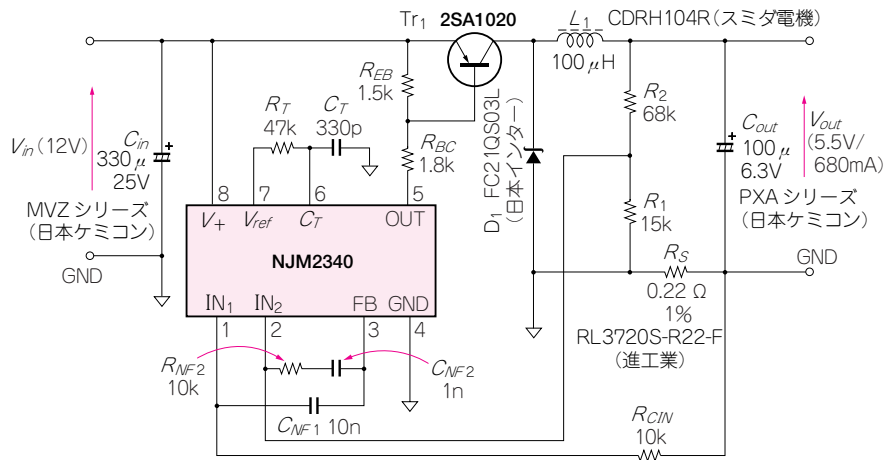 Tr1 2SA1020
L1 CDRH104R(スミダ電機)
100μH
REB
1.5k
RT
47k
CT
330p
RBC
1.8k
Vin (12V)
Cin
330μ
25V
MVZ シリーズ
(日本ケミコン)
GND
8 7 6 5
V+ Vref CT OUT
NJM2340
IN1 IN2 FB GND
1 2 3 4
RNF2
10k
CNF2
1n
CNF1 10n
D1 FC21QS03L
(日本インター)
R2
68k
R1
15k
RS
0.22 Ω
1%
RL3720S-R22-F
(進工業)
Cout
100μ
6.3V
Vout
(5.5V/
680mA)
PXA シリーズ
(日本ケミコン)
GND
RCIN
10k